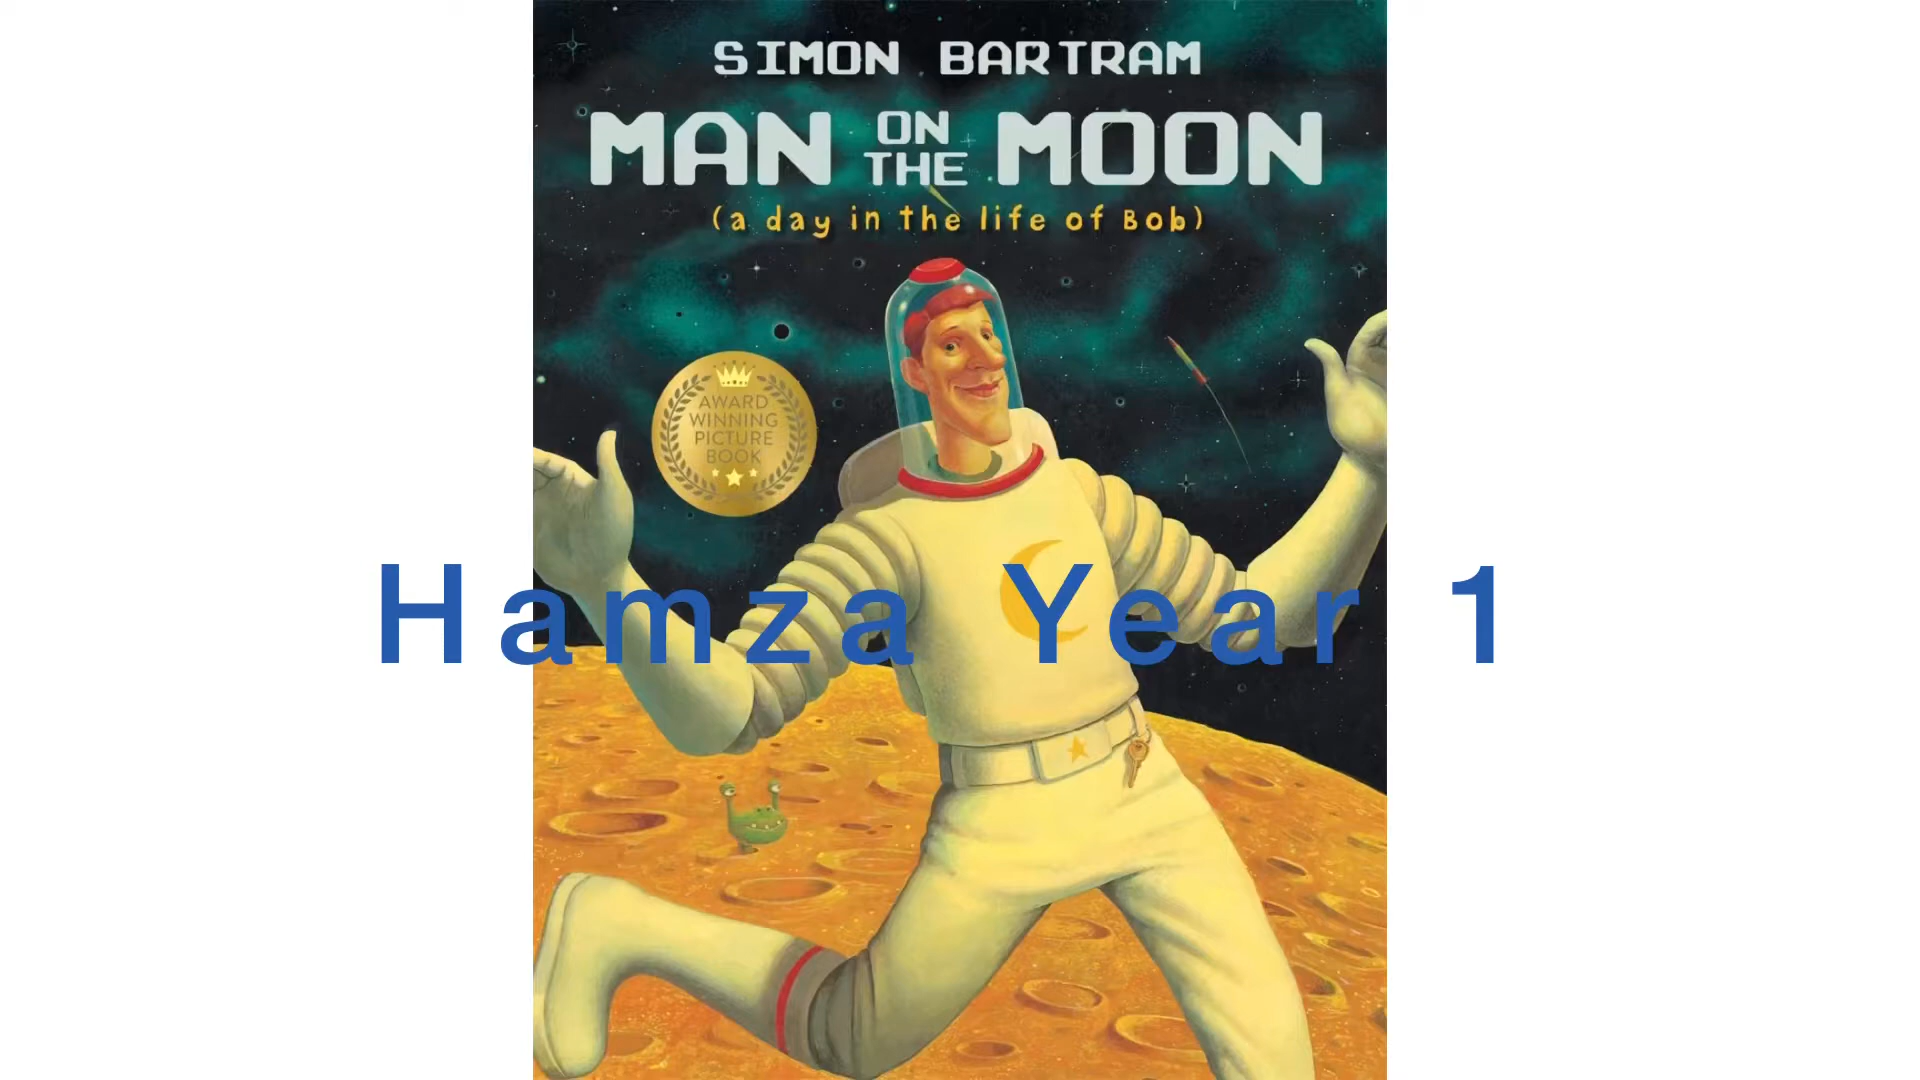 SIMON BARTRAM
MAN ON THE MOON
(a day in the life of Bob)
AWARD
WINNING
PICTURE
BOOK
Hamza Year 1